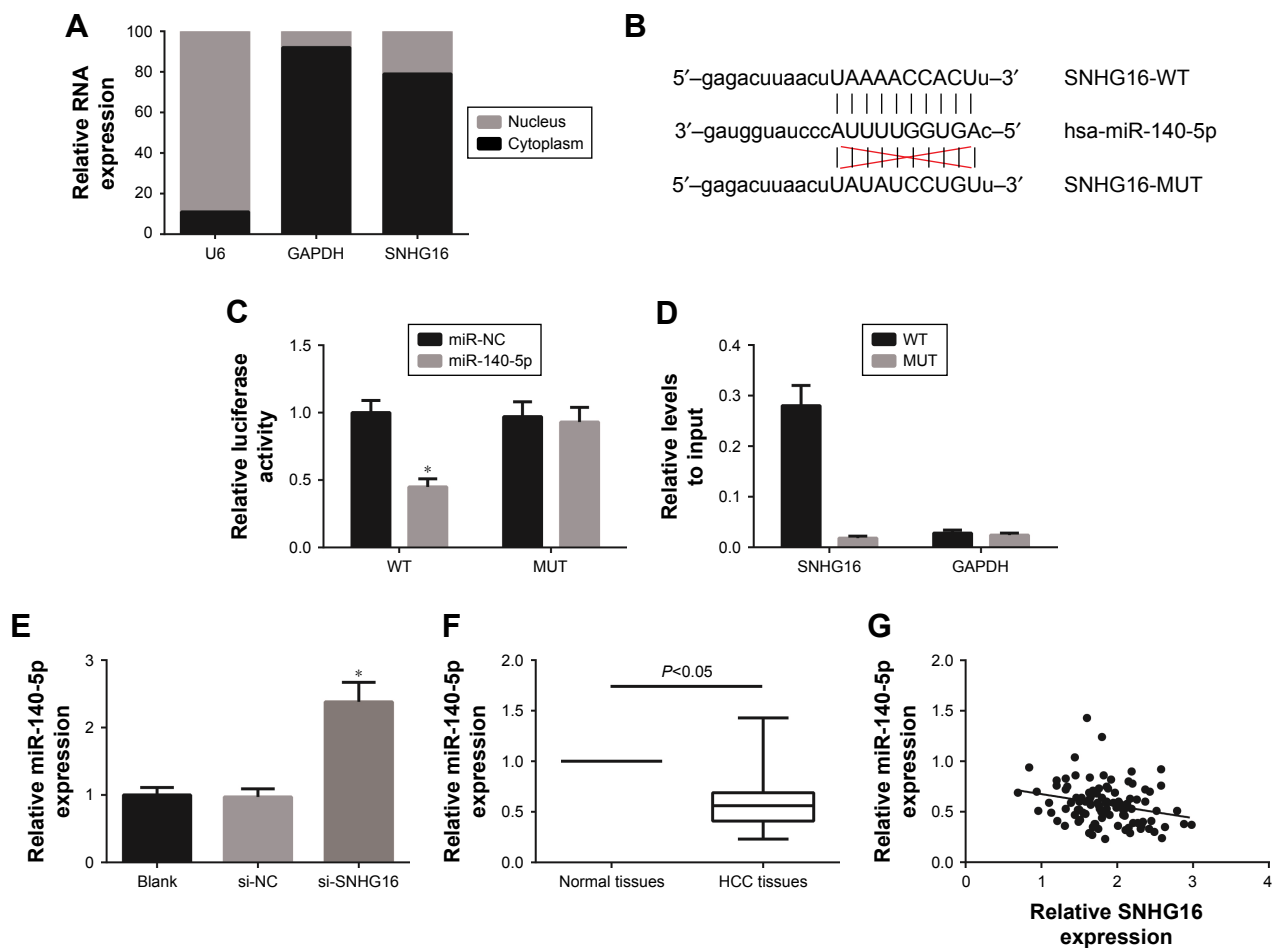 A
Relative RNA
expression
100
80
60
40
20
0
U6
GAPDH
SNHG16
Nucleus
Cytoplasm
B
5′–gagacuuaacuUAAAACCACUu–3′
SNHG16-WT
3′–gaugguaucccAUUUUGGUGAc–5′
hsa-miR-140-5p
5′–gagacuuaacuUAUAUCCUGUu–3′
SNHG16-MUT
C
Relative luciferase
activity
1.5
1.0
0.5
0.0
miR-NC
miR-140-5p
*
WT
MUT
D
Relative levels
to input
0.4
0.3
0.2
0.1
0.0
WT
MUT
SNHG16
GAPDH
E
Relative miR-140-5p
expression
3
2
1
0
*
Blank
si-NC
si-SNHG16
F
Relative miR-140-5p
expression
2.0
1.5
1.0
0.5
0.0
P<0.05
Normal tissues
HCC tissues
G
Relative miR-140-5p
expression
2.0
1.5
1.0
0.5
0.0
0
1
2
3
4
Relative SNHG16
expression